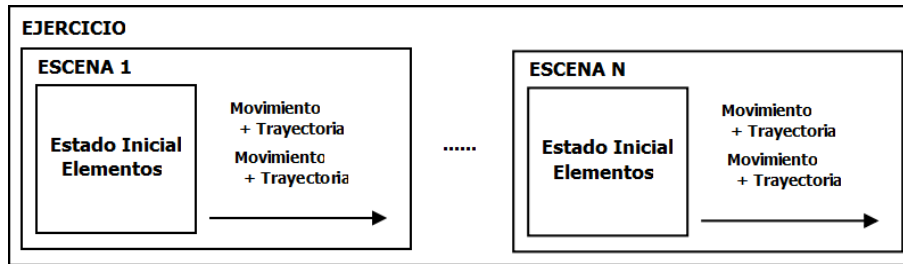 EJERCICIO
ESCENA 1
Estado Inicial
Elementos
Movimiento
+ Trayectoria
Movimiento
+ Trayectoria
......
ESCENA N
Estado Inicial
Elementos
Movimiento
+ Trayectoria
Movimiento
+ Trayectoria